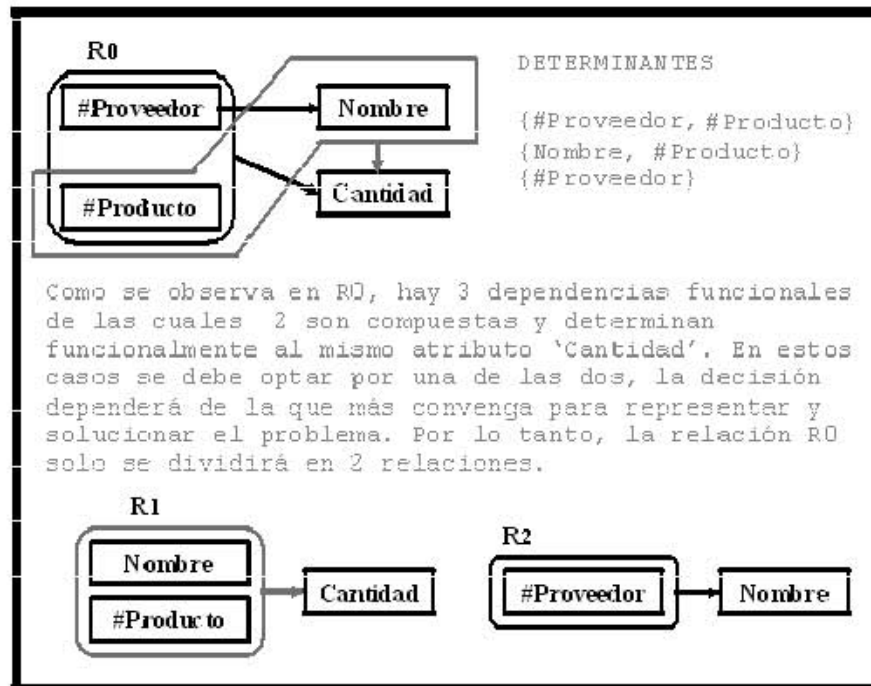 R0
DETERMINANTES
#Proveedor
Nombre
{#Proveedor, #Producto}
{Nombre, #Producto}
{#Proveedor}
#Producto
Cantidad
Como se observa en R0, hay 3 dependencias funcionales
de las cuales 2 son compuestas y determinan
funcionalmente al mismo atributo ‘Cantidad’. En estos
casos se debe optar por una de las dos, la decisión
dependerá de la que más convenga para representar y
solucionar el problema. Por lo tanto, la relación R0
solo se dividirá en 2 relaciones.
R1
Nombre
#Producto
Cantidad
R2
#Proveedor
Nombre